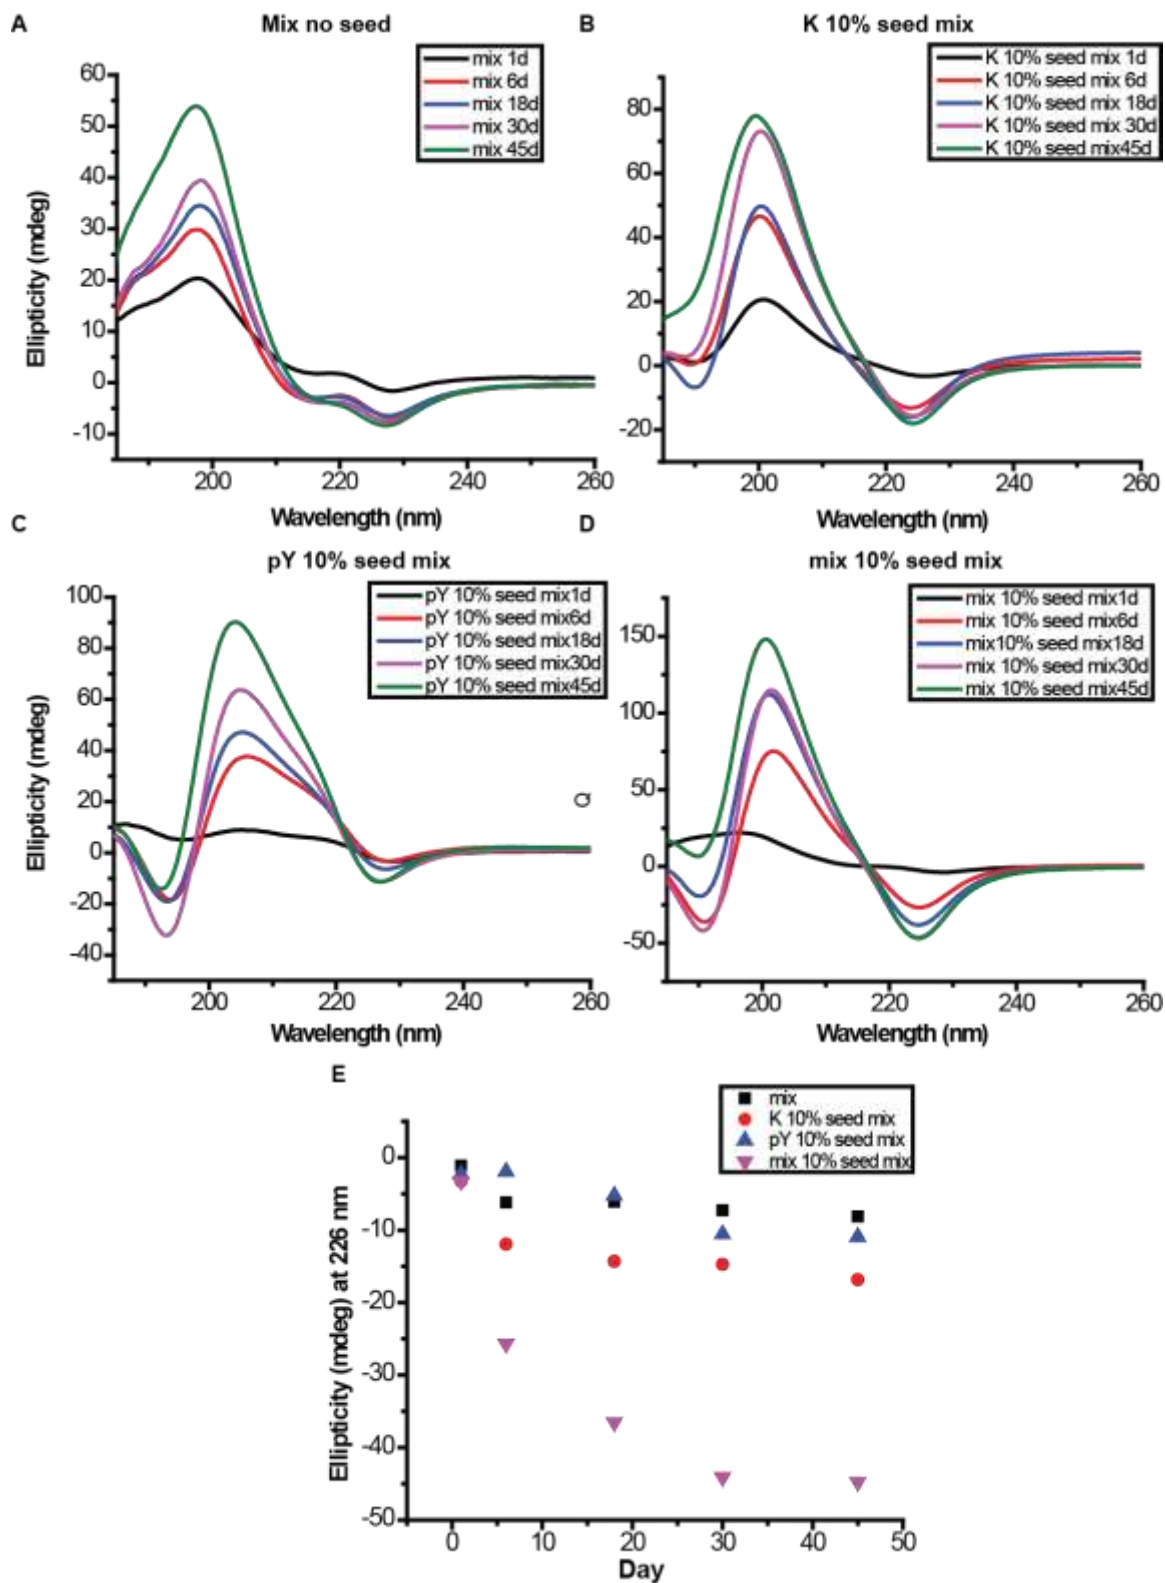 A
Mix no seed
mix 1d
mix 6d
mix 18d
mix 30d
mix 45d
60
50
40
30
20
10
0
-10
Ellipticity (mdeg)
200
220
240
260
Wavelength (nm)
B
K 10% seed mix
K 10% seed mix 1d
K 10% seed mix 6d
K 10% seed mix 18d
K 10% seed mix 30d
K 10% seed mix45d
80
60
40
20
0
-20
200
220
240
260
Wavelength (nm)
C
pY 10% seed mix
pY 10% seed mix1d
pY 10% seed mix6d
pY 10% seed mix18d
pY 10% seed mix30d
pY 10% seed mix45d
100
80
60
40
20
0
-20
-40
Ellipticity (mdeg)
200
220
240
260
Wavelength (nm)
D
mix 10% seed mix
mix 10% seed mix1d
mix 10% seed mix6d
mix10% seed mix18d
mix 10% seed mix30d
mix 10% seed mix45d
150
100
50
0
-50
Q
200
220
240
260
Wavelength (nm)
E
mix
K 10% seed mix
pY 10% seed mix
mix 10% seed mix
0
-10
-20
-30
-40
-50
Ellipticity (mdeg) at 226 nm
0
10
20
30
40
50
Day